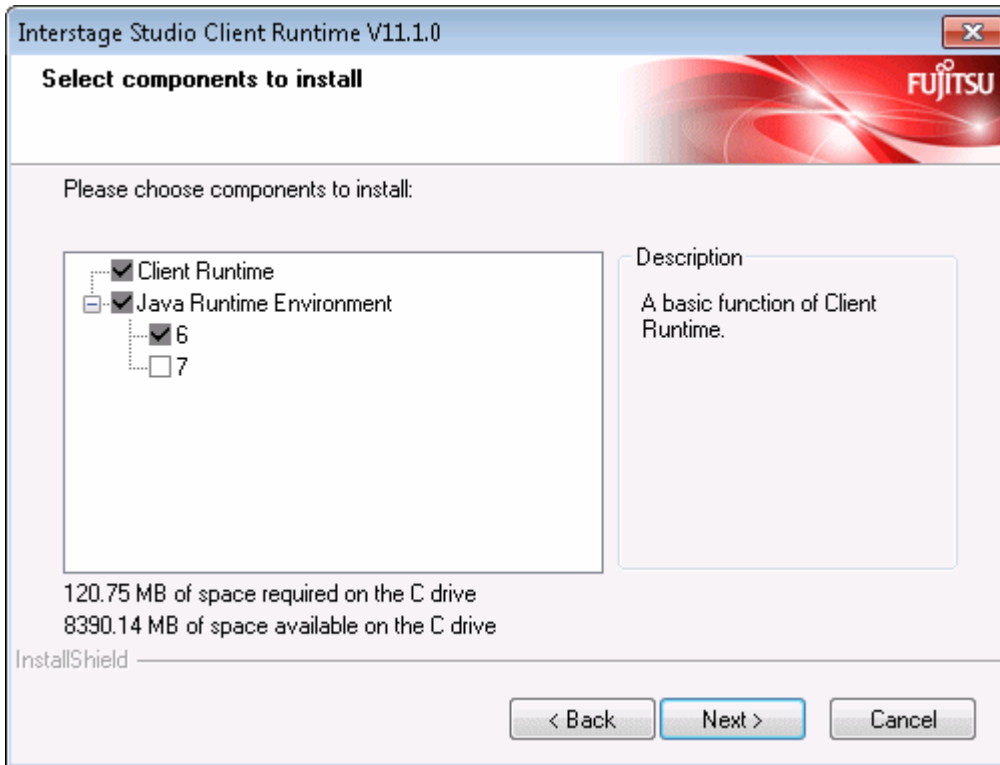 Interstage Studio Client Runtime V11.1.0
Select components to install
FUJITSU
Please choose components to install:
Client Runtime
Java Runtime Environment
6
7
Description
A basic function of Client
Runtime.
120.75 MB of space required on the C drive
8390.14 MB of space available on the C drive
InstallShield
< Back
Next >
Cancel